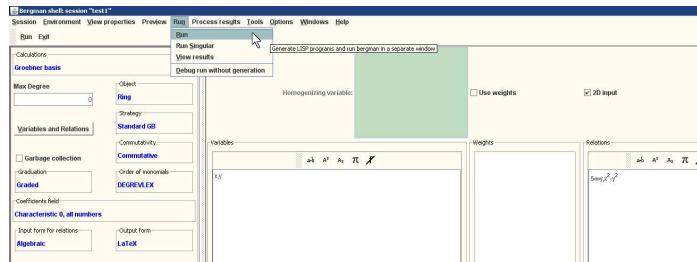 Bergman shell: session "test1"
Session Environment View properties Preview Run Process results Tools Options Windows Help
Run Exit
Run
Run Singular
View results
Debug run without generation
Generate LISP programs and run bergman in a separate window
Calculations
Groebner basis
Max Degree
0
Object
Ring
Strategy
Standard GB
Variables and Relations
Commutativity
Commutative
Garbage collection
Graduation
Graded
Order of monomials
DEGREVLEX
Coefficients field
Characteristic 0, all numbers
Input form for relations
Algebraic
Output form
LaTeX
Homogenizing variable:
Use weights
2D input
Variables
x,y
Weights
Relations